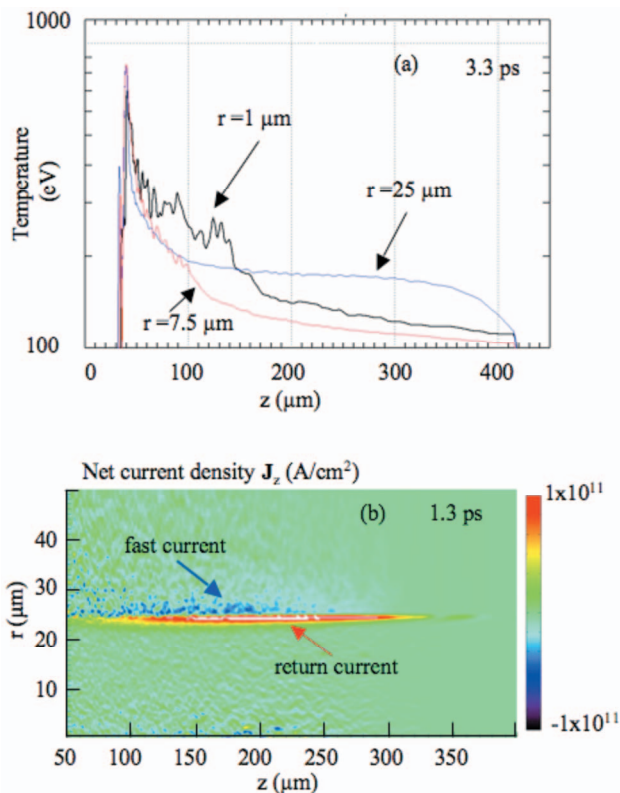 1000
(a) 3.3 ps
r =1 μm
r =25 μm
Temperature
(eV)
r =7.5 μm
100
0 100 200 300 400
z (μm)
Net current density J_z (A/cm²)
1x10¹¹
(b) 1.3 ps
40
fast current
30
r (μm)
20
return current
10
-1x10¹¹
50 100 150 200 250 300 350
z (μm)